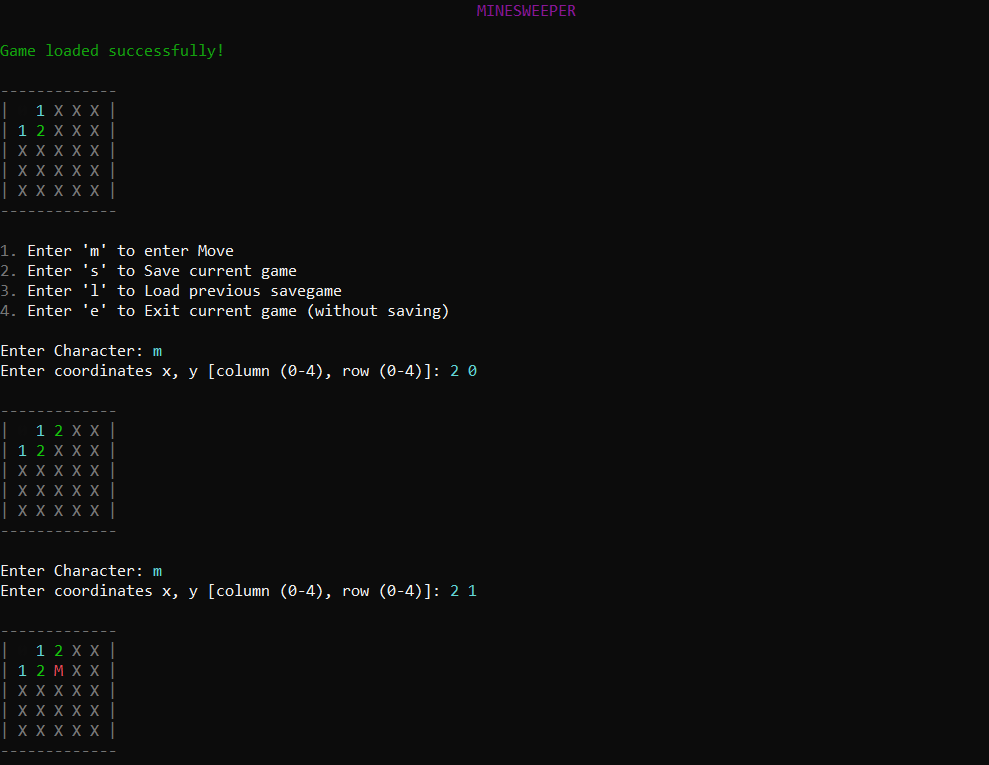 MINESWEEPER
Game loaded successfully!
-------------
|   1 X X X |
| 1 2 X X X |
| X X X X X |
| X X X X X |
| X X X X X |
-------------
1. Enter 'm' to enter Move
2. Enter 's' to Save current game
3. Enter 'l' to Load previous savegame
4. Enter 'e' to Exit current game (without saving)
Enter Character: m
Enter coordinates x, y [column (0-4), row (0-4)]: 2 0
-------------
|   1 2 X X |
| 1 2 X X X |
| X X X X X |
| X X X X X |
| X X X X X |
-------------
Enter Character: m
Enter coordinates x, y [column (0-4), row (0-4)]: 2 1
-------------
|   1 2 X X |
| 1 2 M X X |
| X X X X X |
| X X X X X |
| X X X X X |
-------------